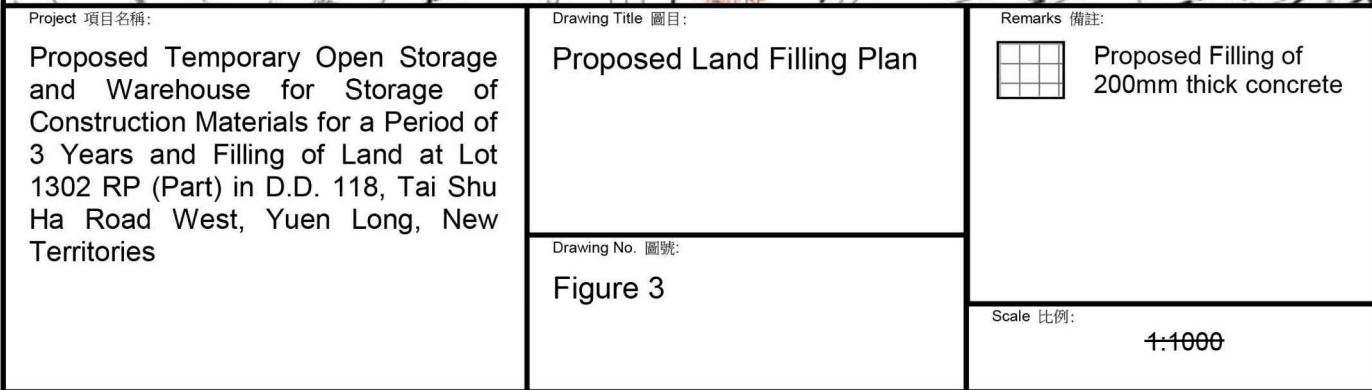 Project 項目名稱:
Proposed Temporary Open Storage
and Warehouse for Storage of
Construction Materials for a Period of
3 Years and Filling of Land at Lot
1302 RP (Part) in D.D. 118, Tai Shu
Ha Road West, Yuen Long, New
Territories
Drawing Title 圖目:
Proposed Land Filling Plan
Drawing No. 圖號:
Figure 3
Remarks 備註:
Proposed Filling of
200mm thick concrete
Scale 比例:
1:1000